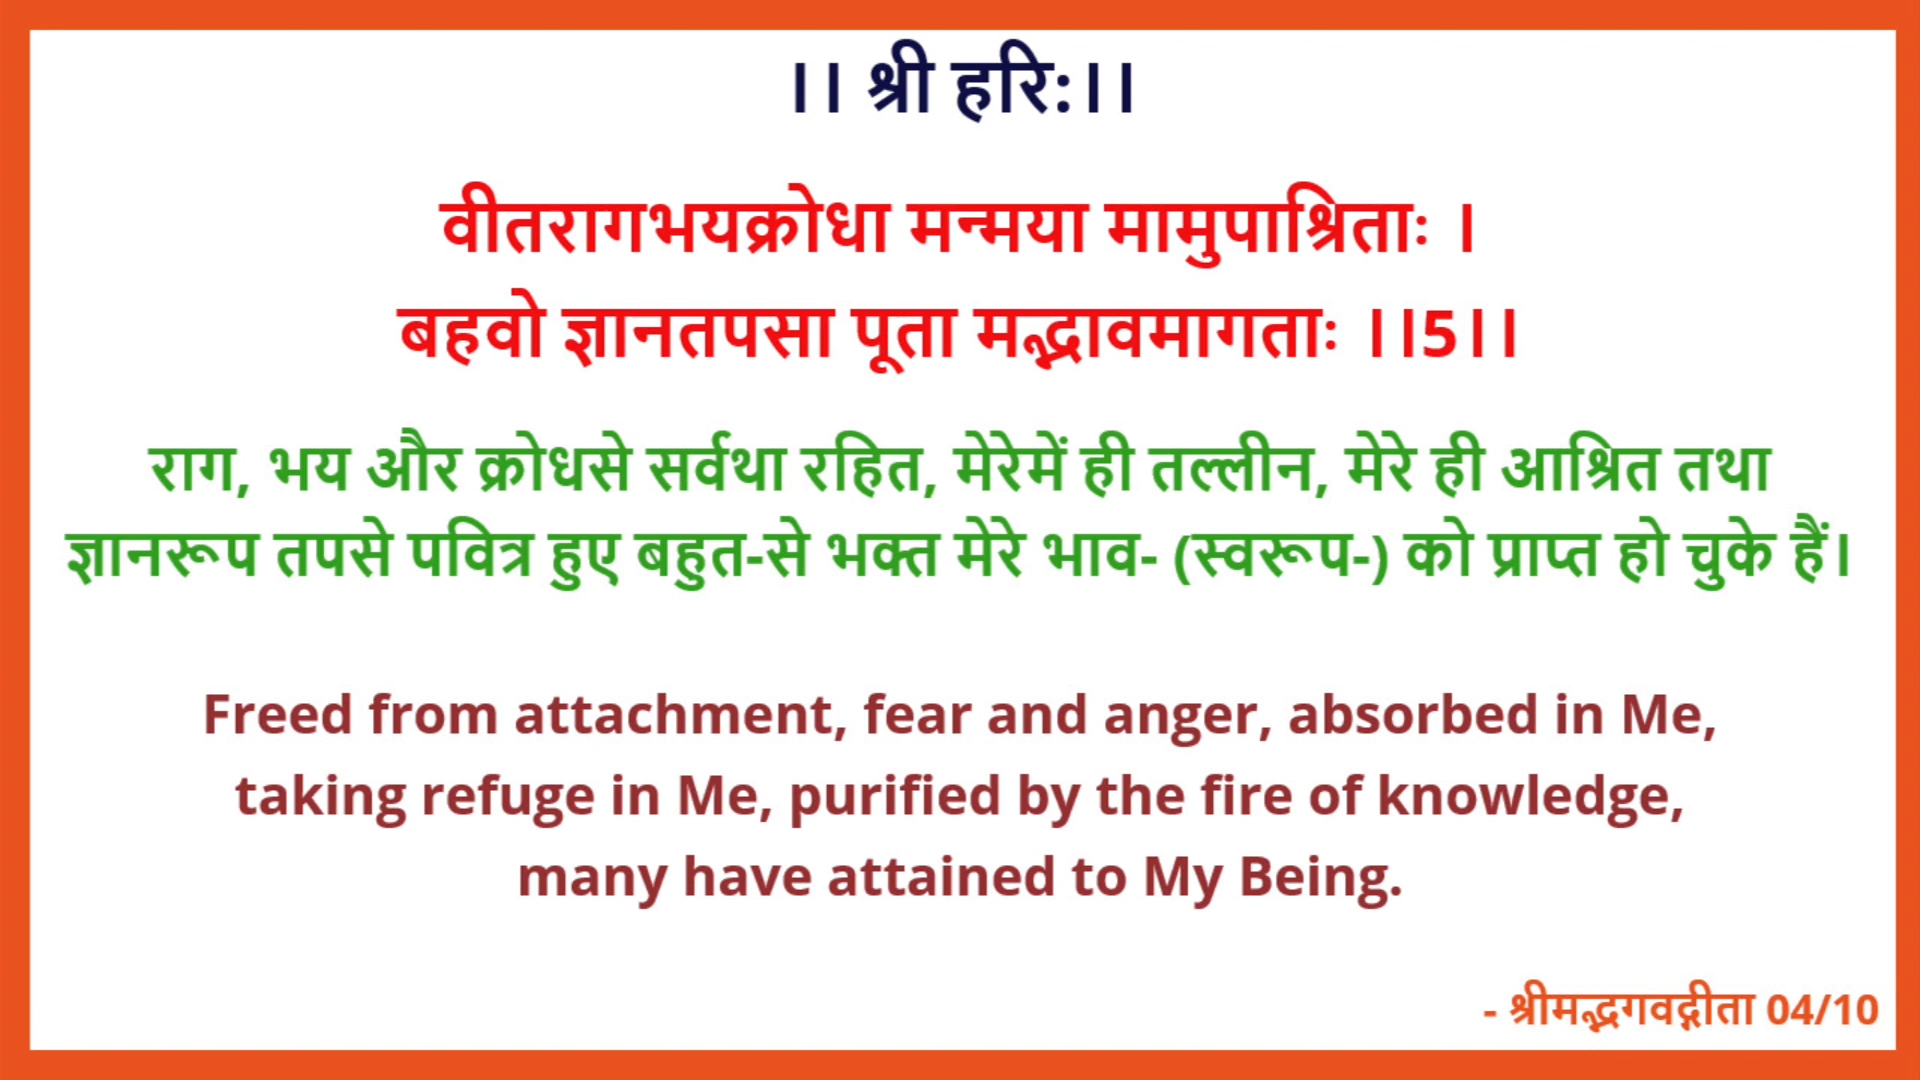 ।। श्री हरि:।।
वीतरागभयक्रोधा मन्मया मामुपाश्रिताः ।
बहवो ज्ञानतपसा पूता मद्भावमागताः ।।5।।
राग, भय और क्रोधसे सर्वथा रहित, मेरेमें ही तल्लीन, मेरे ही आश्रित तथा
ज्ञानरूप तपसे पवित्र हुए बहुत-से भक्त मेरे भाव- (स्वरूप-) को प्राप्त हो चुके हैं।
Freed from attachment, fear and anger, absorbed in Me,
taking refuge in Me, purified by the fire of knowledge,
many have attained to My Being.
- श्रीमद्भगवद्गीता 04/10